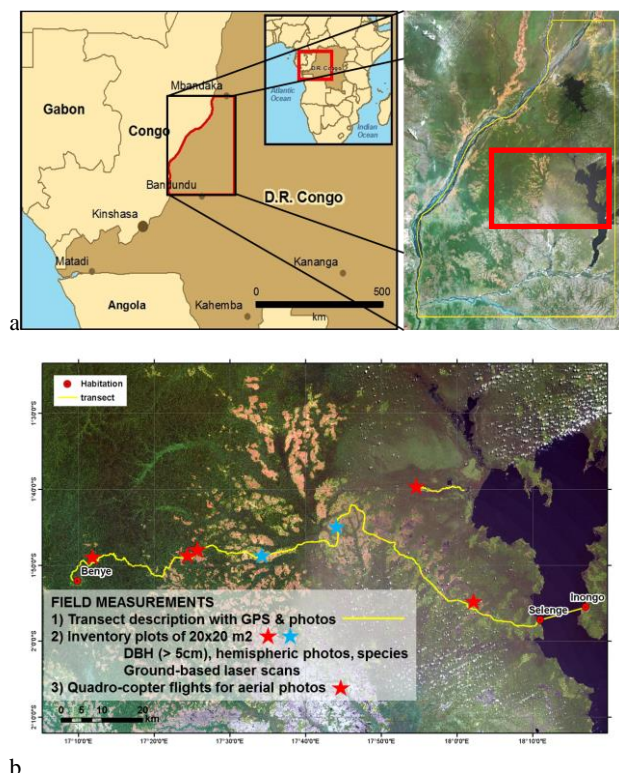 Gabon
Congo
Mbandaka
D.R. Congo
Atlantic
Ocean
Indian
Ocean
Bandundu
D.R. Congo
Kinshasa
Matadi
Kananga
Angola
Kahemba
0
500
km
a
Habitation
transect
1°30'0"S
1°40'0"S
1°50'0"S
2°0'0"S
2°10'0"S
Benye
Selenge
Inongo
FIELD MEASUREMENTS
1) Transect description with GPS & photos
2) Inventory plots of 20x20 m2
DBH (> 5cm), hemispheric photos, species
Ground-based laser scans
3) Quadro-copter flights for aerial photos
0 5 10 20
km
17°10'0"E 17°20'0"E 17°30'0"E 17°40'0"E 17°50'0"E 18°0'0"E 18°10'0"E
b